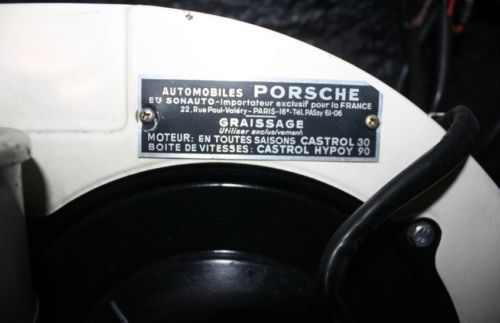 AUTOMOBILES PORSCHE
Ets SONAUTO-Importateur exclusif pour la FRANCE
22, Rue Paul-Valéry-PARIS-16e-Tél. PASsy 61-06
GRAISSAGE
Utiliser exclusivement
MOTEUR: EN TOUTES SAISONS CASTROL 30
BOITE DE VITESSES: CASTROL HYPOY 90